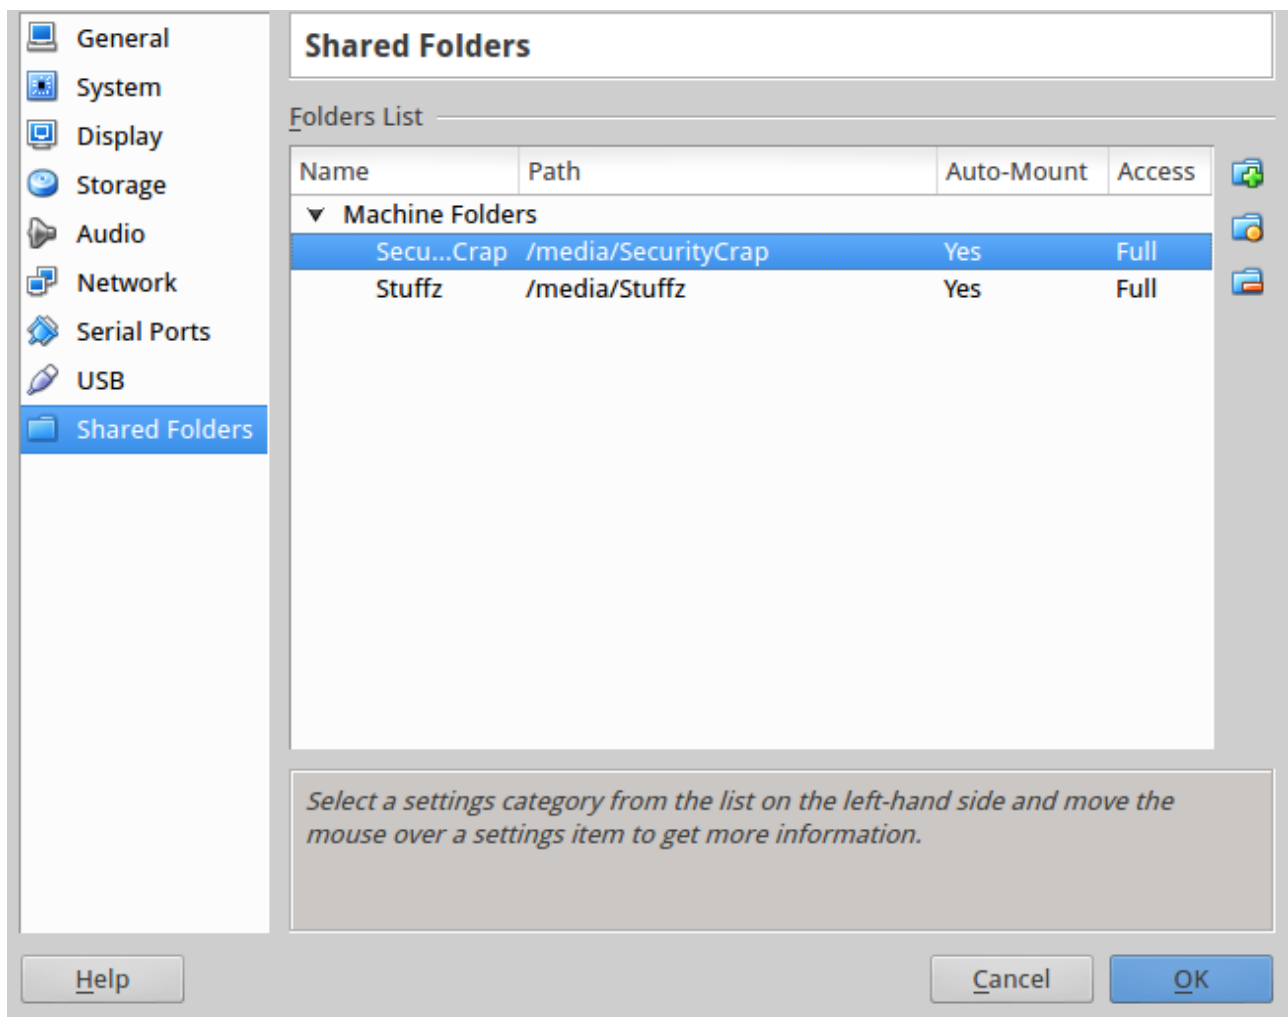 General
System
Display
Storage
Audio
Network
Serial Ports
USB
Shared Folders
Shared Folders
Folders List
Name Path Auto-Mount Access
Machine Folders
Secu...Crap /media/SecurityCrap Yes Full
Stuffz /media/Stuffz Yes Full
Select a settings category from the list on the left-hand side and move the
mouse over a settings item to get more information.
Help Cancel OK